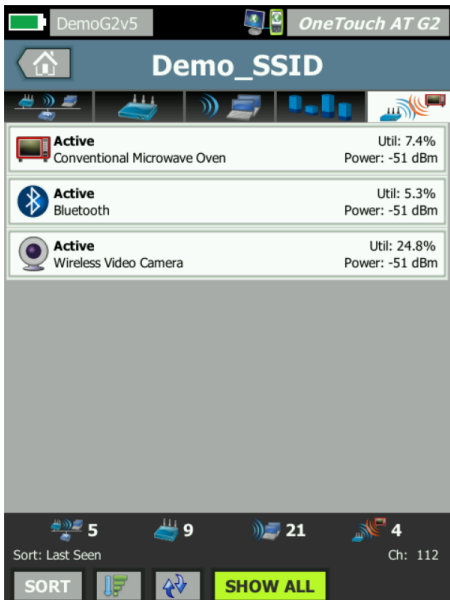 DemoG2v5 OneTouch AT G2
Demo_SSID
Active Util: 7.4%
Conventional Microwave Oven Power: -51 dBm
Active Util: 5.3%
Bluetooth Power: -51 dBm
Active Util: 24.8%
Wireless Video Camera Power: -51 dBm
5 9 21 4
Sort: Last Seen Ch: 112
SORT SHOW ALL